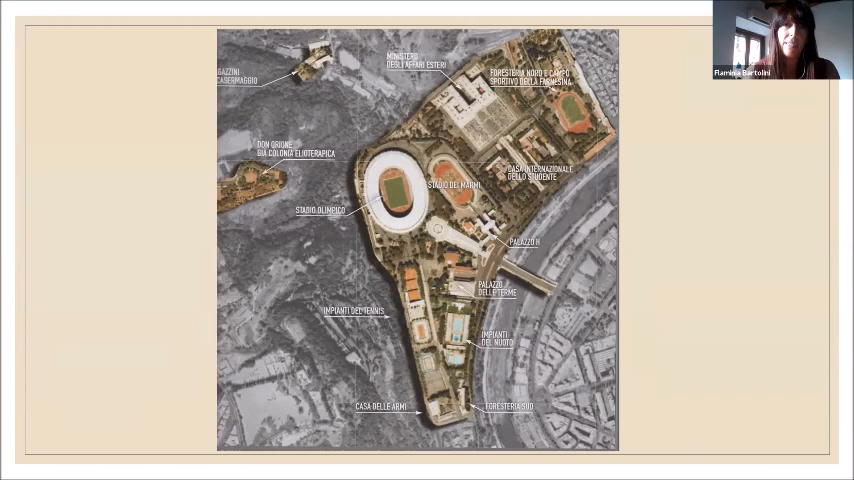 Flaminia Bartolini
MINISTERO
DEGLI AFFARI ESTERI
GAZZINI
CASERMAGGIO
FORESTERIA NORD E CAMPO
SPORTIVO DELLA FARNESINA
DON ORIONE
GIÀ COLONIA ELIOTERAPICA
CASA INTERNAZIONALE
DELLO STUDENTE
STADIO DEI MARMI
STADIO OLIMPICO
PALAZZO H
PALAZZO
DELLE TERME
IMPIANTI DEL TENNIS
IMPIANTI
DEL NUOTO
CASA DELLE ARMI
FORESTERIA SUD